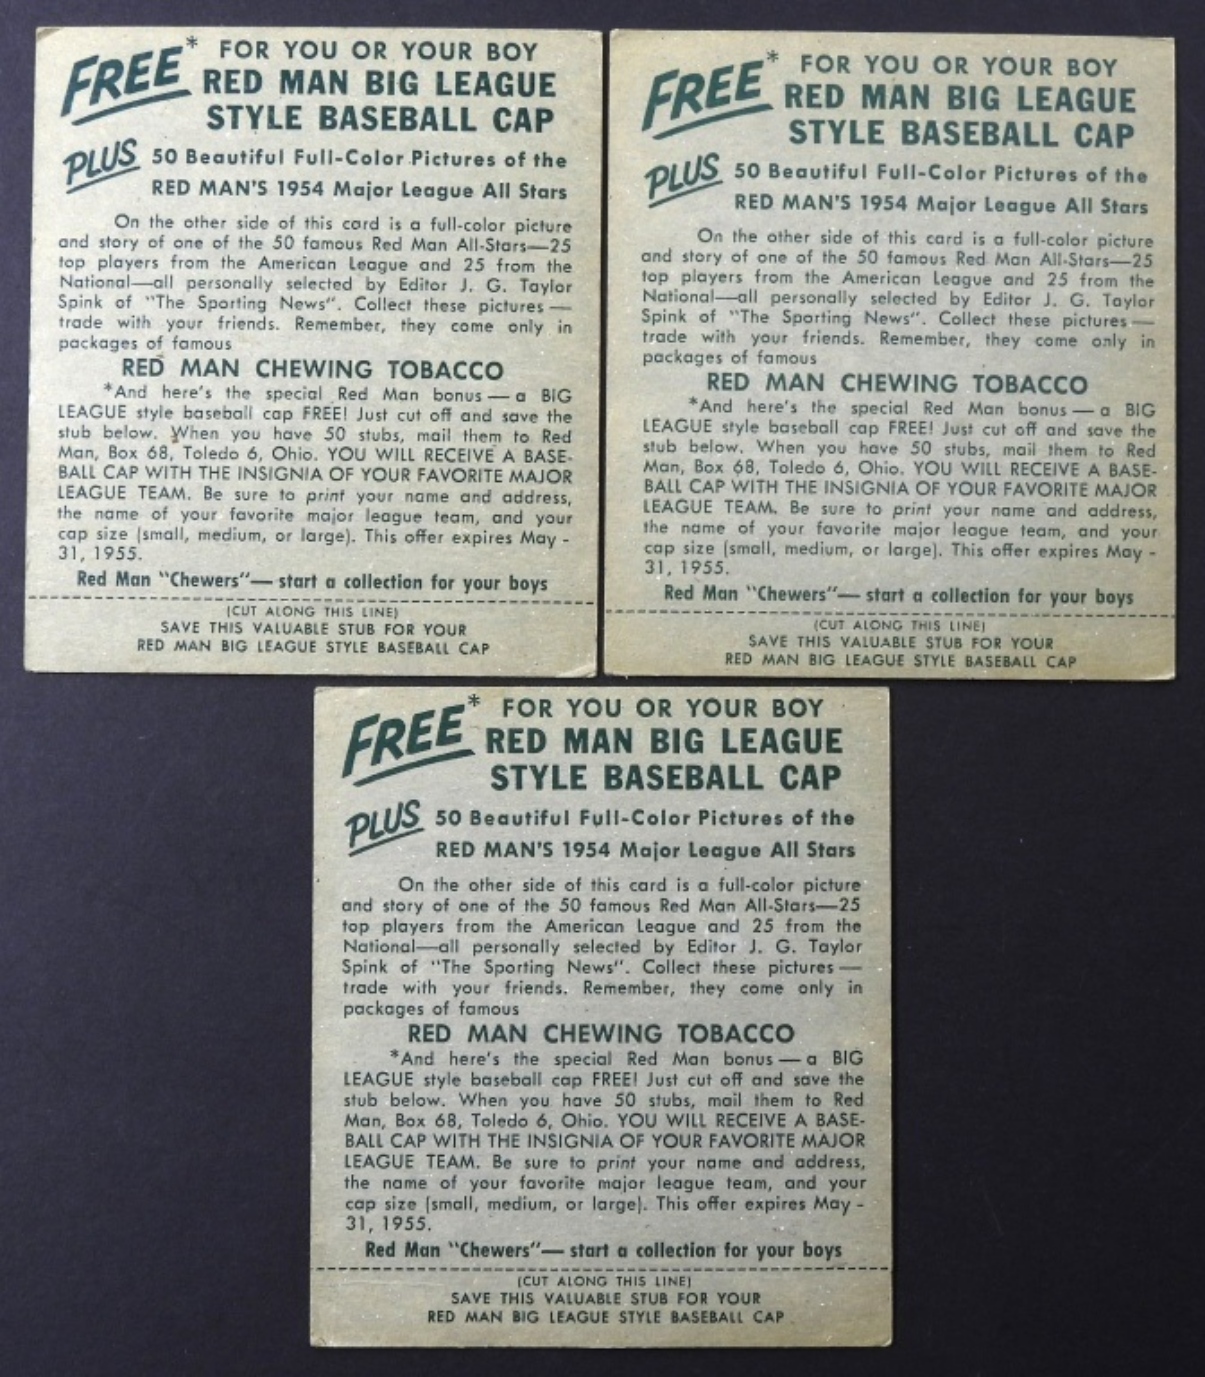 FREE* FOR YOU OR YOUR BOY
RED MAN BIG LEAGUE
STYLE BASEBALL CAP
PLUS 50 Beautiful Full-Color Pictures of the
RED MAN'S 1954 Major League All Stars
On the other side of this card is a full-color picture
and story of one of the 50 famous Red Man All-Stars—25
top players from the American League and 25 from the
National—all personally selected by Editor J. G. Taylor
Spink of "The Sporting News". Collect these pictures —
trade with your friends. Remember, they come only in
packages of famous
RED MAN CHEWING TOBACCO
*And here's the special Red Man bonus — a BIG
LEAGUE style baseball cap FREE! Just cut off and save the
stub below. When you have 50 stubs, mail them to Red
Man, Box 68, Toledo 6, Ohio. YOU WILL RECEIVE A BASE-
BALL CAP WITH THE INSIGNIA OF YOUR FAVORITE MAJOR
LEAGUE TEAM. Be sure to print your name and address,
the name of your favorite major league team, and your
cap size (small, medium, or large). This offer expires May -
31, 1955.
Red Man "Chewers"— start a collection for your boys
(CUT ALONG THIS LINE)
SAVE THIS VALUABLE STUB FOR YOUR
RED MAN BIG LEAGUE STYLE BASEBALL CAP
FREE* FOR YOU OR YOUR BOY
RED MAN BIG LEAGUE
STYLE BASEBALL CAP
PLUS 50 Beautiful Full-Color Pictures of the
RED MAN'S 1954 Major League All Stars
On the other side of this card is a full-color picture
and story of one of the 50 famous Red Man All-Stars—25
top players from the American League and 25 from the
National—all personally selected by Editor J. G. Taylor
Spink of "The Sporting News". Collect these pictures —
trade with your friends. Remember, they come only in
packages of famous
RED MAN CHEWING TOBACCO
*And here's the special Red Man bonus — a BIG
LEAGUE style baseball cap FREE! Just cut off and save the
stub below. When you have 50 stubs, mail them to Red
Man, Box 68, Toledo 6, Ohio. YOU WILL RECEIVE A BASE-
BALL CAP WITH THE INSIGNIA OF YOUR FAVORITE MAJOR
LEAGUE TEAM. Be sure to print your name and address,
the name of your favorite major league team, and your
cap size (small, medium, or large). This offer expires May -
31, 1955.
Red Man "Chewers"— start a collection for your boys
(CUT ALONG THIS LINE)
SAVE THIS VALUABLE STUB FOR YOUR
RED MAN BIG LEAGUE STYLE BASEBALL CAP
FREE* FOR YOU OR YOUR BOY
RED MAN BIG LEAGUE
STYLE BASEBALL CAP
PLUS 50 Beautiful Full-Color Pictures of the
RED MAN'S 1954 Major League All Stars
On the other side of this card is a full-color picture
and story of one of the 50 famous Red Man All-Stars—25
top players from the American League and 25 from the
National—all personally selected by Editor J. G. Taylor
Spink of "The Sporting News". Collect these pictures —
trade with your friends. Remember, they come only in
packages of famous
RED MAN CHEWING TOBACCO
*And here's the special Red Man bonus — a BIG
LEAGUE style baseball cap FREE! Just cut off and save the
stub below. When you have 50 stubs, mail them to Red
Man, Box 68, Toledo 6, Ohio. YOU WILL RECEIVE A BASE-
BALL CAP WITH THE INSIGNIA OF YOUR FAVORITE MAJOR
LEAGUE TEAM. Be sure to print your name and address,
the name of your favorite major league team, and your
cap size (small, medium, or large). This offer expires May -
31, 1955.
Red Man "Chewers"— start a collection for your boys
(CUT ALONG THIS LINE)
SAVE THIS VALUABLE STUB FOR YOUR
RED MAN BIG LEAGUE STYLE BASEBALL CAP